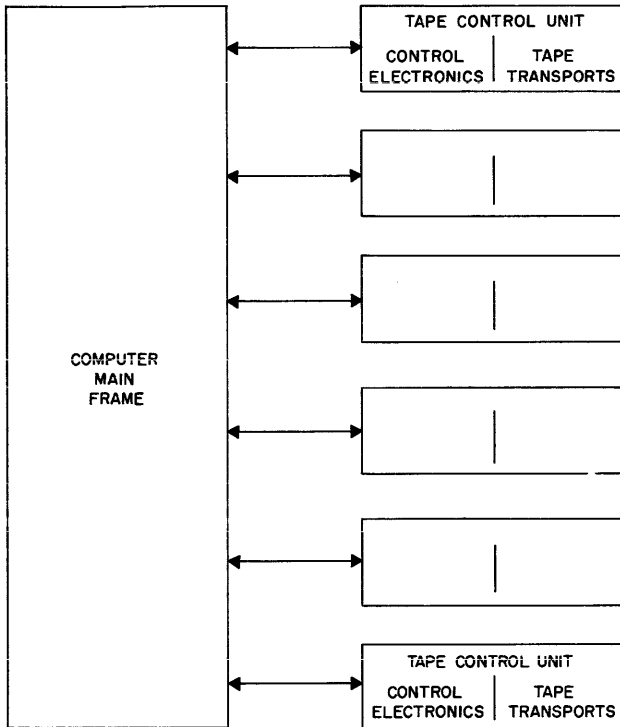 TAPE CONTROL UNIT
CONTROL ELECTRONICS
TAPE TRANSPORTS
COMPUTER
MAIN
FRAME
TAPE CONTROL UNIT
CONTROL ELECTRONICS
TAPE TRANSPORTS